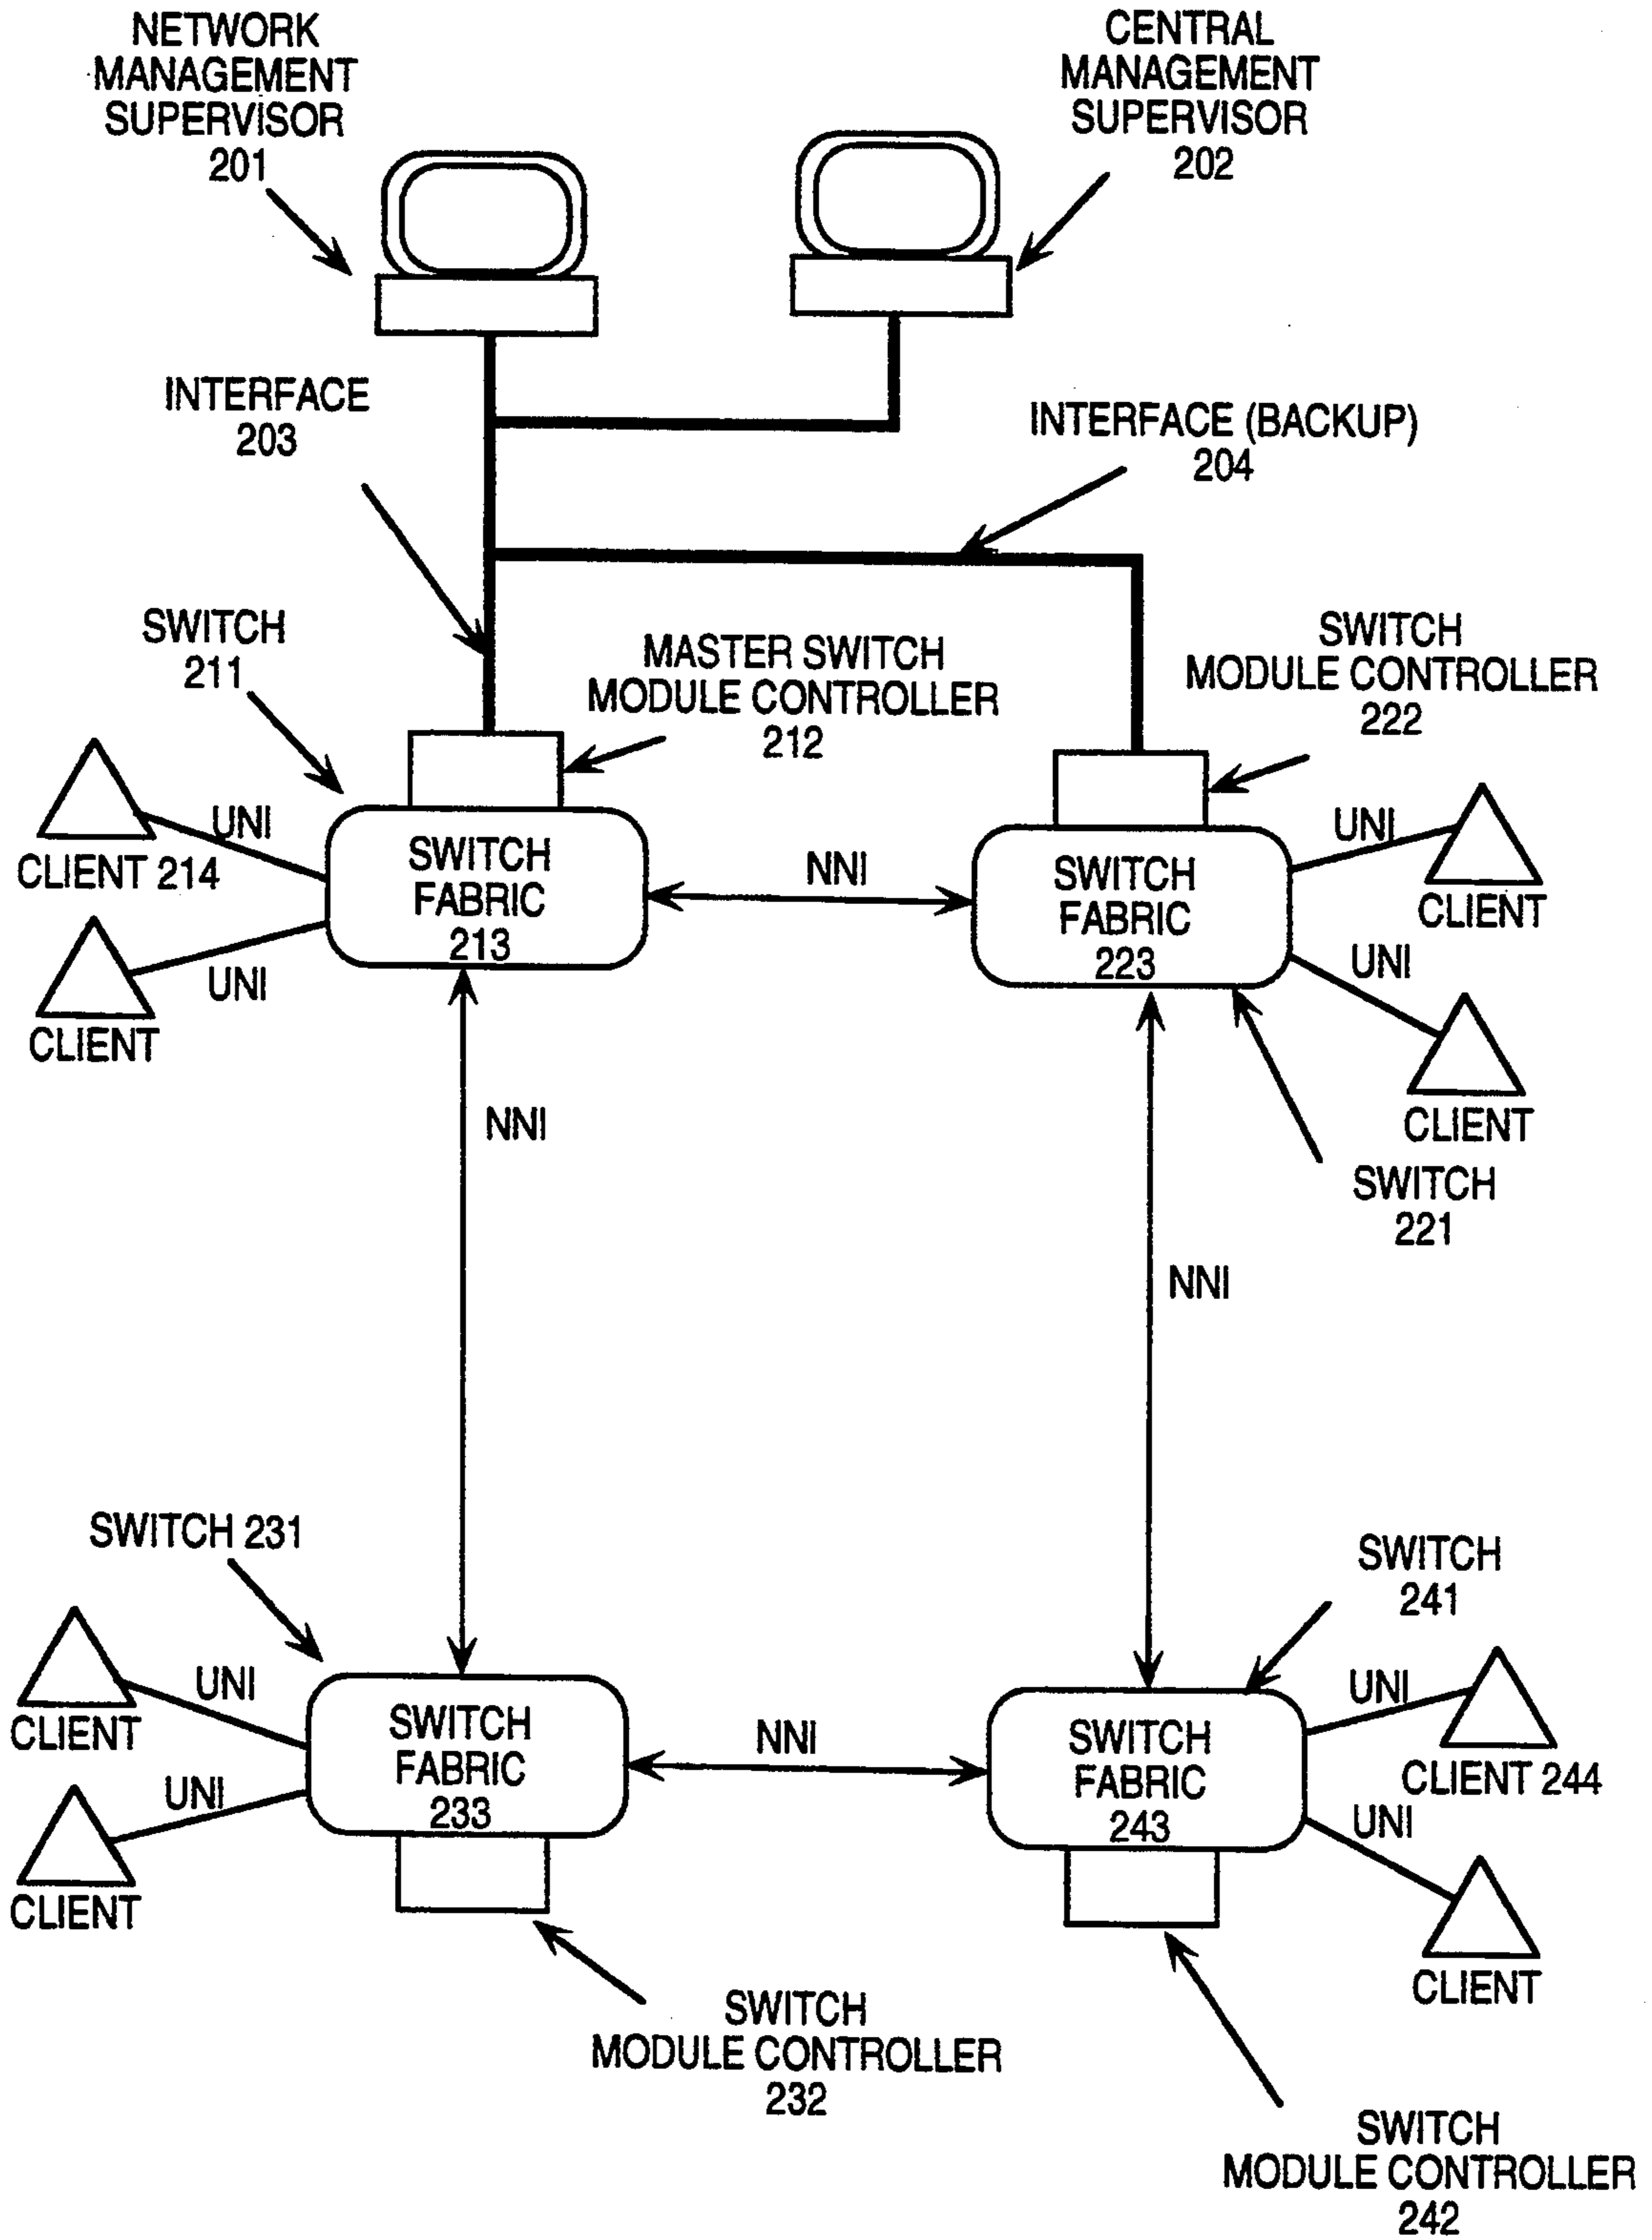 NETWORK
MANAGEMENT
SUPERVISOR
201
CENTRAL
MANAGEMENT
SUPERVISOR
202
INTERFACE
203
INTERFACE (BACKUP)
204
SWITCH
211
MASTER SWITCH
MODULE CONTROLLER
212
SWITCH
MODULE CONTROLLER
222
UNI
CLIENT 214
SWITCH
FABRIC
213
NNI
SWITCH
FABRIC
223
UNI
CLIENT
UNI
CLIENT
UNI
CLIENT
NNI
SWITCH
221
NNI
SWITCH 231
SWITCH
241
UNI
CLIENT
UNI
CLIENT
SWITCH
FABRIC
233
NNI
SWITCH
FABRIC
243
UNI
CLIENT 244
UNI
CLIENT
SWITCH
MODULE CONTROLLER
232
SWITCH
MODULE CONTROLLER
242